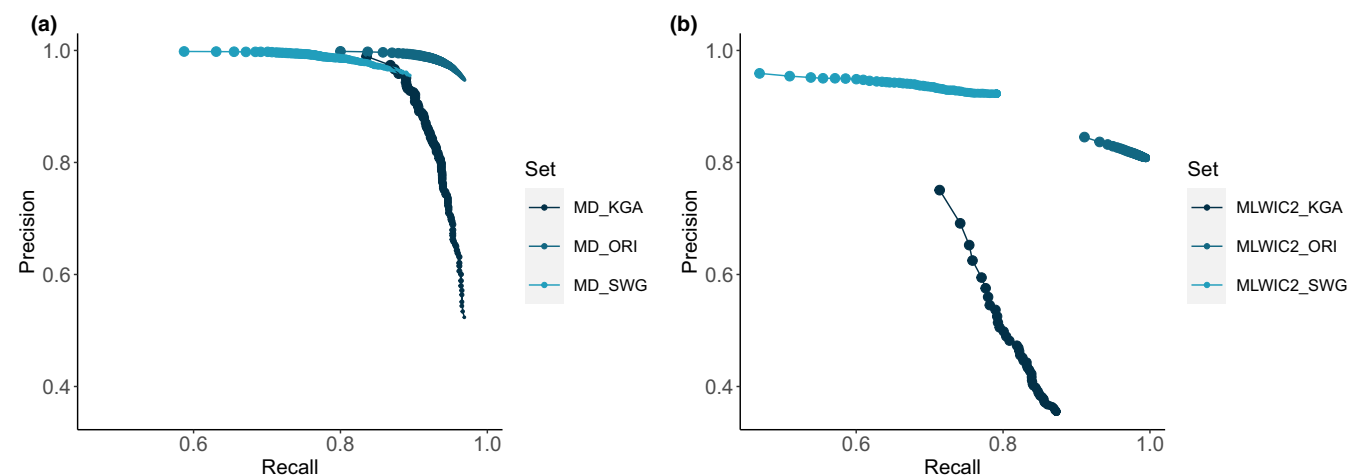 (a)
1.0
0.8
0.6
0.4
Precision
0.6
0.8
1.0
Recall
Set
MD_KGA
MD_ORI
MD_SWG
(b)
1.0
0.8
0.6
0.4
Precision
0.6
0.8
1.0
Recall
Set
MLWIC2_KGA
MLWIC2_ORI
MLWIC2_SWG